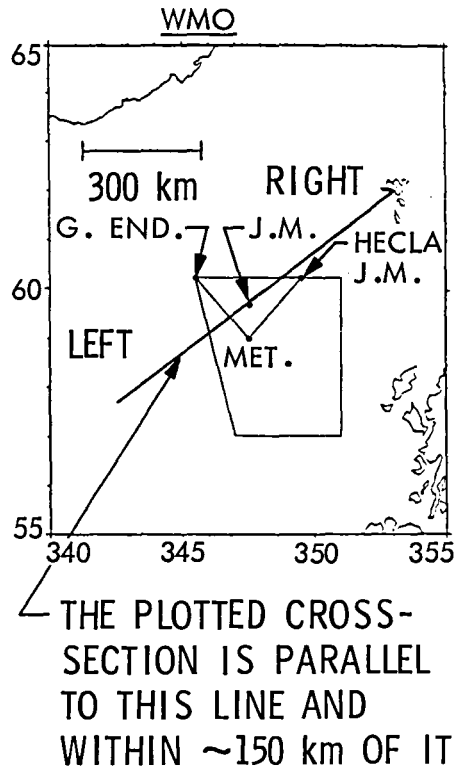 WMO
65
300 km
RIGHT
G. END.
J.M.
HECLA
J.M.
60
LEFT
MET.
55
340 345 350 355
THE PLOTTED CROSS-
SECTION IS PARALLEL
TO THIS LINE AND
WITHIN ~150 km OF IT